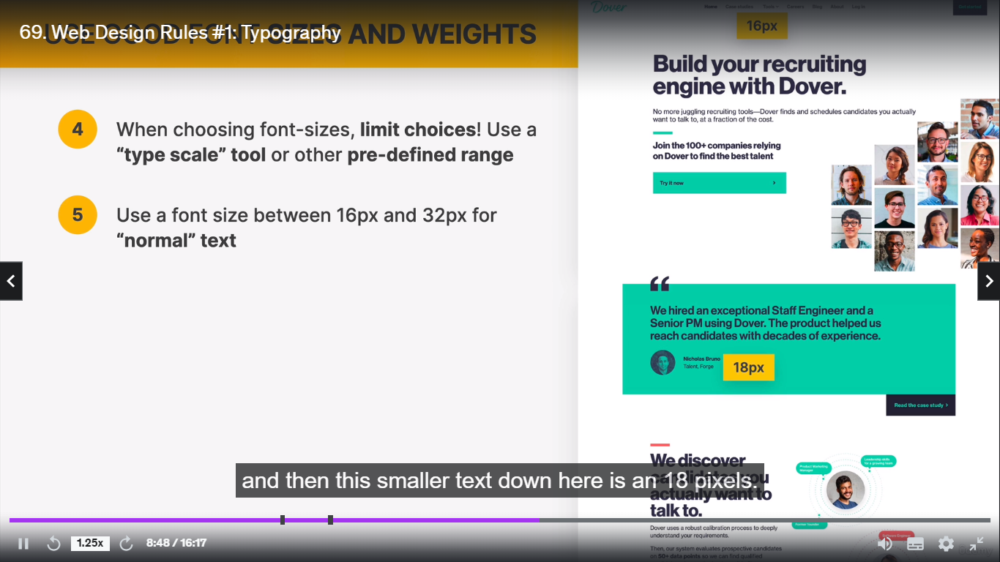 69. Web Design Rules #1: Typography
USE GOOD FONT SIZES AND WEIGHTS
4
When choosing font-sizes, limit choices! Use a
“type scale” tool or other pre-defined range
5
Use a font size between 16px and 32px for
“normal” text
Dover
Home Case studies Tools Careers Blog About Log in
16px
Build your recruiting
engine with Dover.
No more juggling recruiting tools—Dover finds and schedules candidates you actually
want to talk to, at a fraction of the cost.
Join the 100+ companies relying
on Dover to find the best talent
Try it now
“
We hired an exceptional Staff Engineer and a
Senior PM using Dover. The product helped us
reach candidates with decades of experience.
Nicholas Bruno
Talent, Forge
18px
Read the case study
We discover
candidates you
actually want to
talk to.
Product Marketing
Manager
Leadership skills
for a growing team
Former founder
Software Engineer
Dover uses a robust calibration process to deeply
understand your requirements.
Then, our system evaluates prospective candidates
on 50+ data points so we can find qualified
and then this smaller text down here is an 18 pixels.
1.25x
8:48 / 16:17